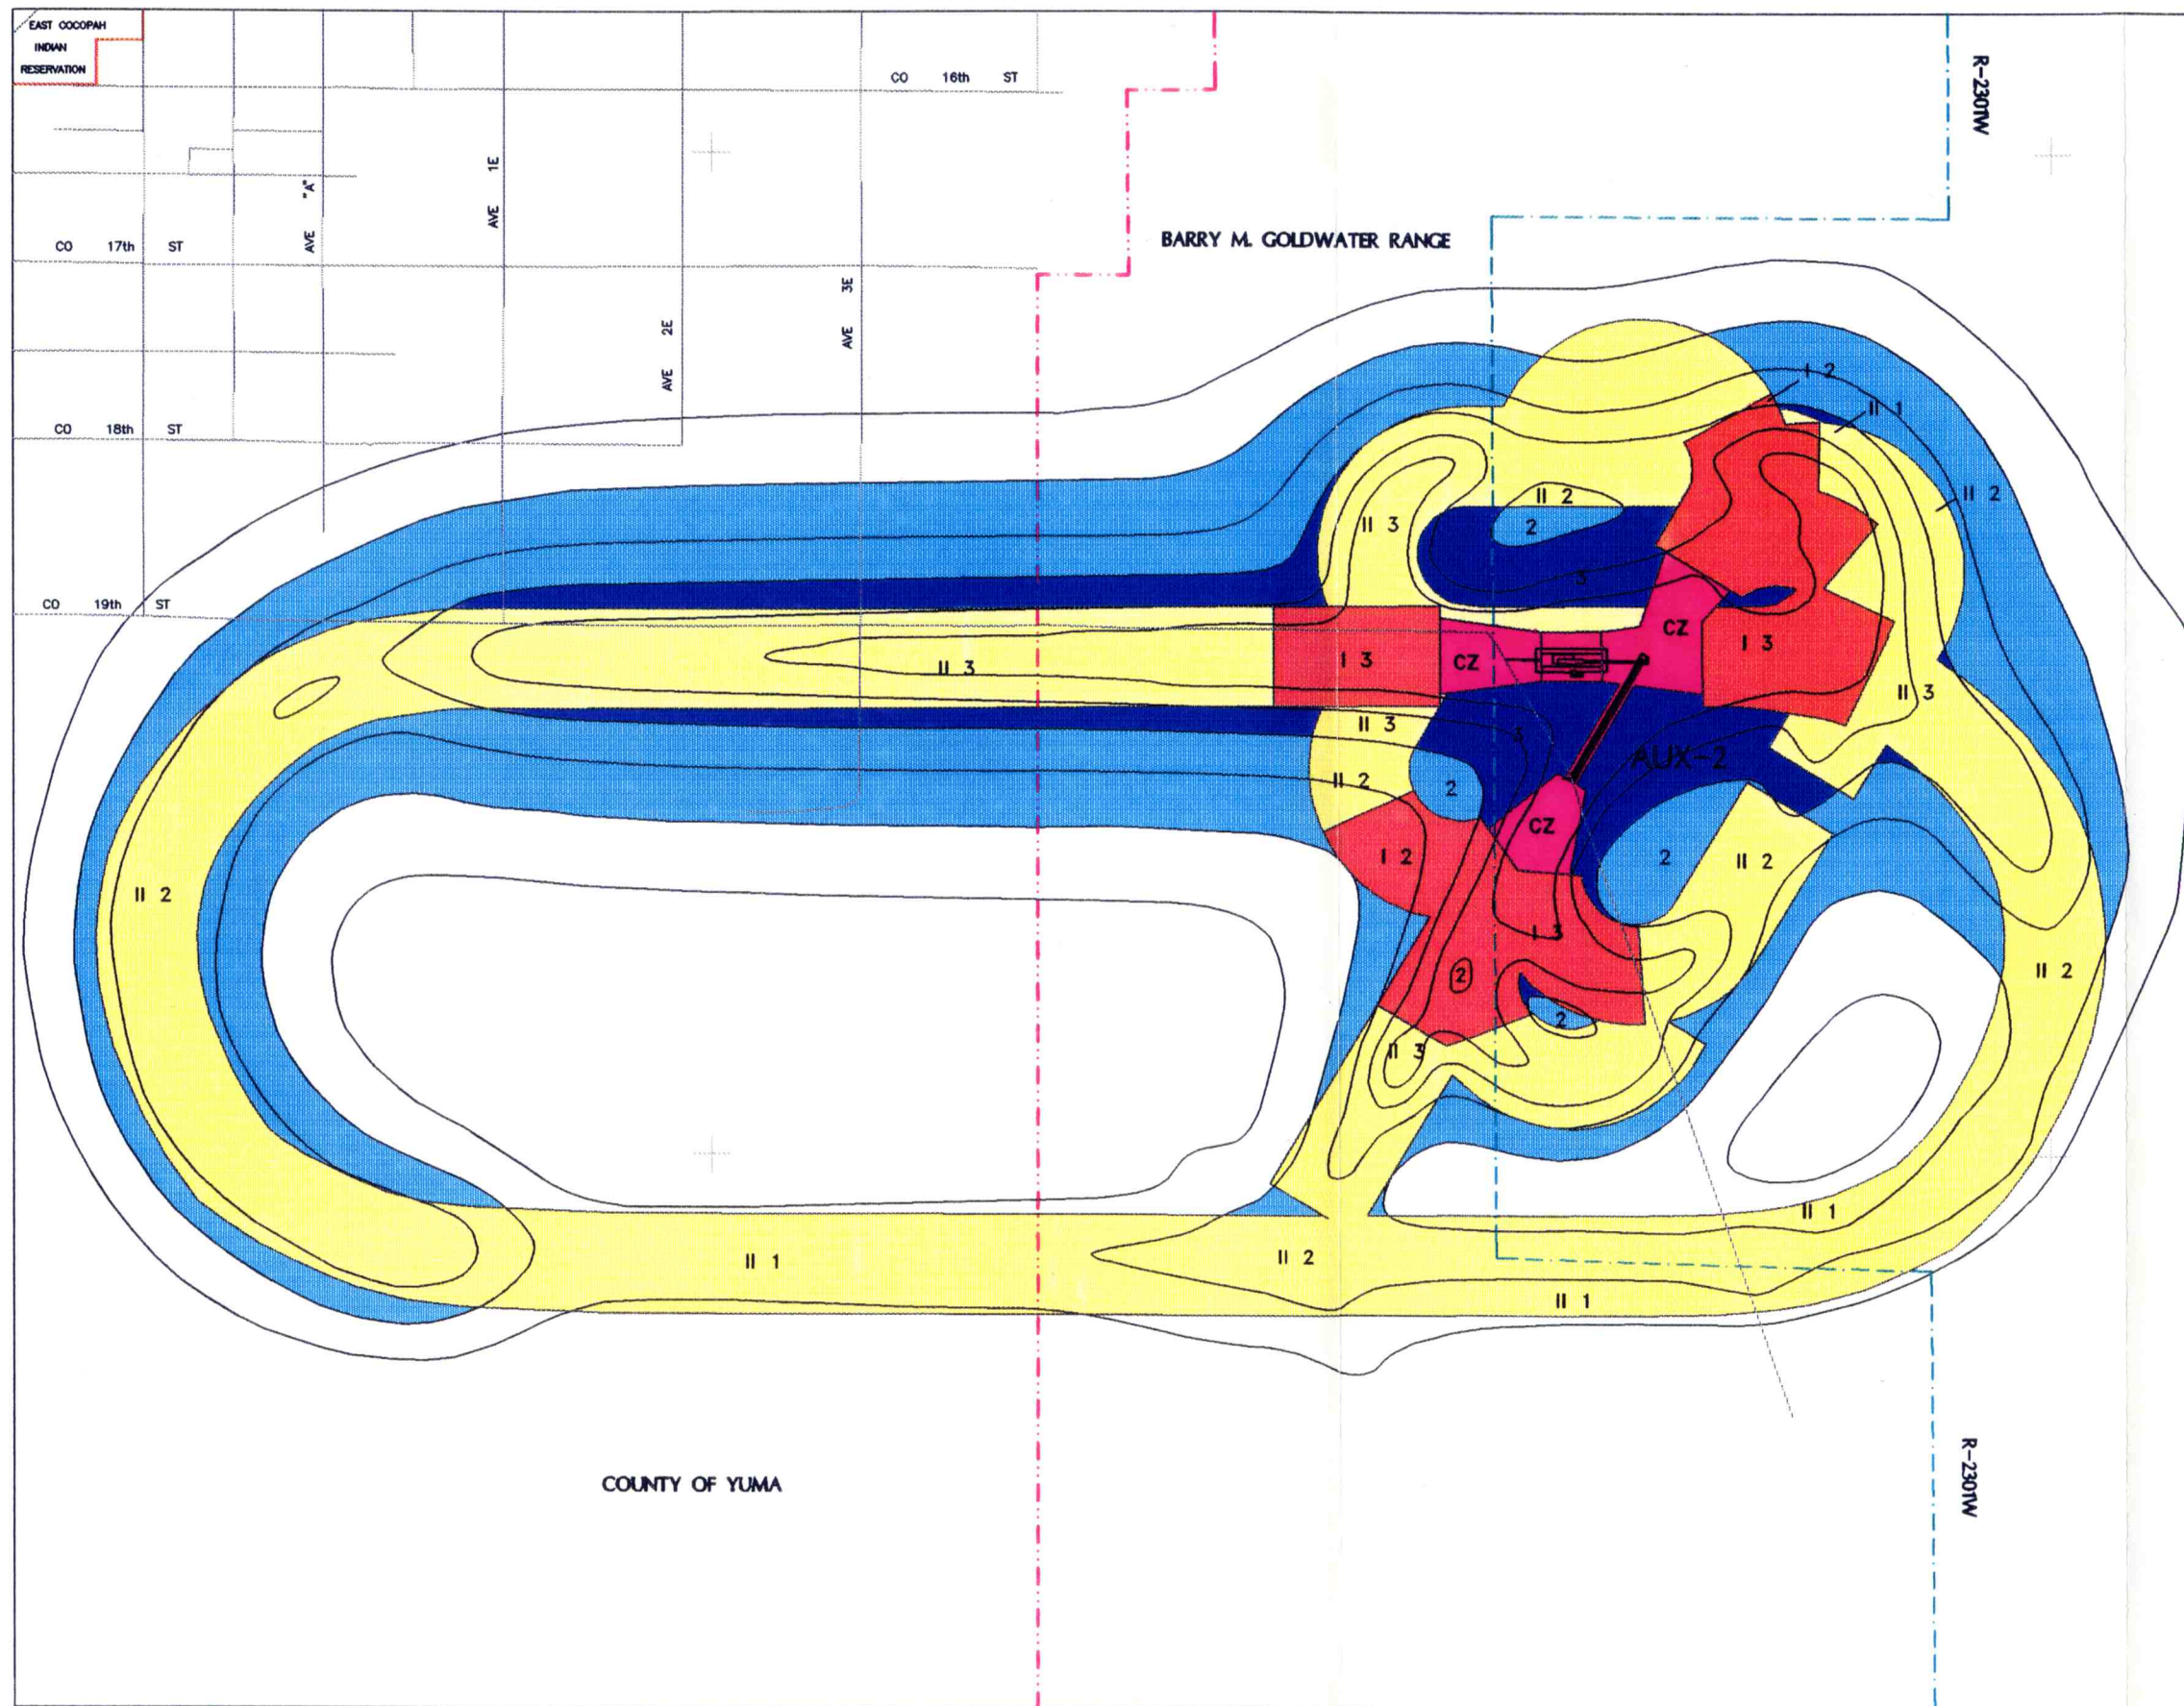 EAST COCOPAH
INDIAN
RESERVATION
CO 16th ST
R-2301W
AVE 1E
AVE "A"
CO 17th ST
BARRY M. GOLDWATER RANGE
AVE 3E
AVE 2E
I 2
II 1
CO 18th ST
II 2
II 2
II 3
2
3
CO 19th ST
CZ
I 3
II 3
I 3
CZ
II 3
II 3
3
AUX-2
II 2
2
CZ
I 2
2
II 2
II 2
I 3
2
II 2
2
II 3
II 1
II 1
II 2
II 1
COUNTY OF YUMA
R-2301W